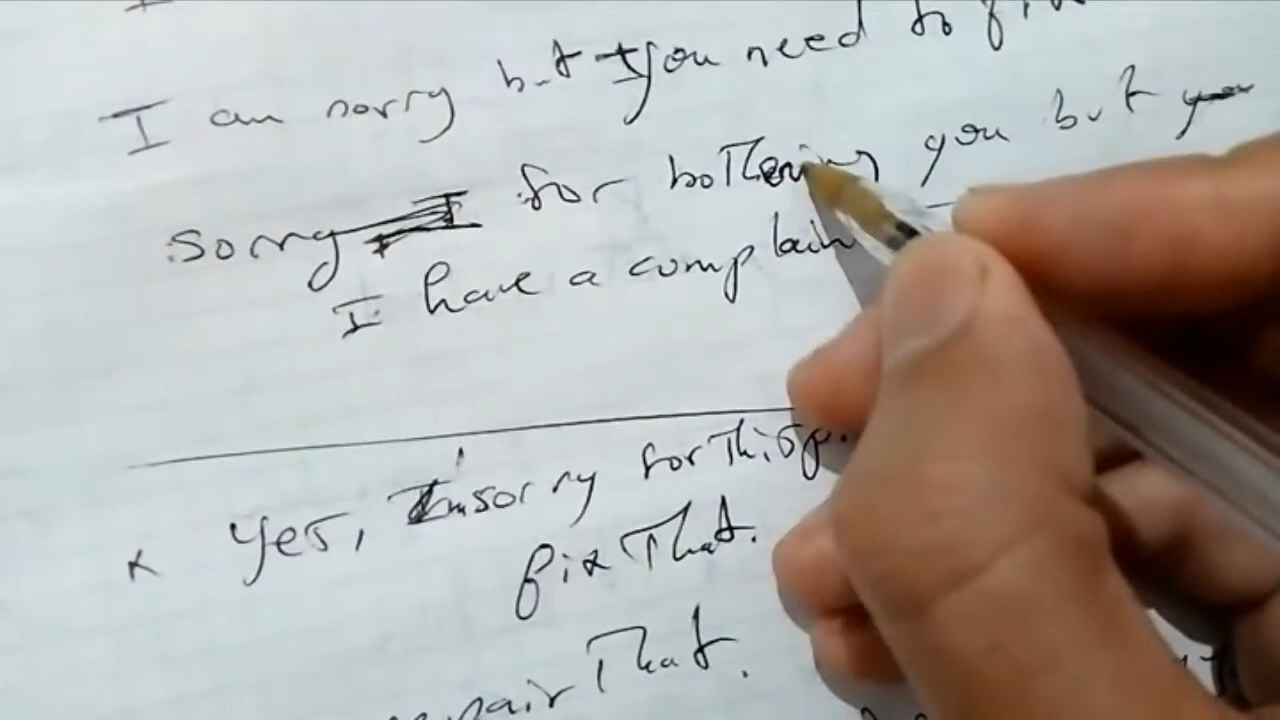 I am sorry but you need to fix
sorry for bothering you but you
I have a complain
Yes, I'm sorry for this p.
fix That.
repair That.